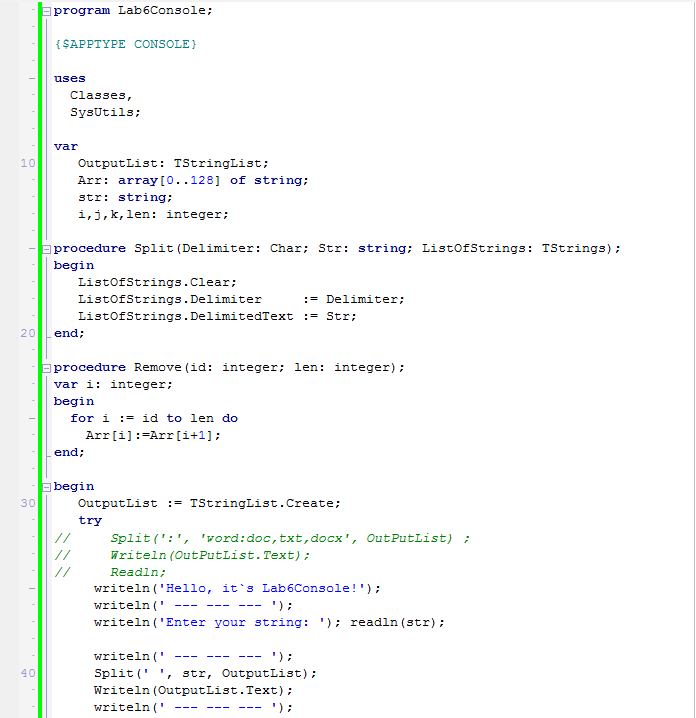 program Lab6Console;
{$APPTYPE CONSOLE}
uses
Classes,
SysUtils;
var
10 OutputList: TStringList;
Arr: array[0..128] of string;
str: string;
i,j,k,len: integer;
procedure Split(Delimiter: Char; Str: string; ListOfStrings: TStrings);
begin
ListOfStrings.Clear;
ListOfStrings.Delimiter     := Delimiter;
ListOfStrings.DelimitedText := Str;
20 end;
procedure Remove(id: integer; len: integer);
var i: integer;
begin
for i := id to len do
Arr[i]:=Arr[i+1];
end;
begin
30 OutputList := TStringList.Create;
try
//     Split(':', 'word:doc,txt,docx', OutPutList) ;
//     Writeln(OutPutList.Text);
//     Readln;
writeln('Hello, it`s Lab6Console!');
writeln(' --- --- --- ');
writeln('Enter your string: '); readln(str);
writeln(' --- --- --- ');
40 Split(' ', str, OutputList);
Writeln(OutputList.Text);
writeln(' --- --- --- ');